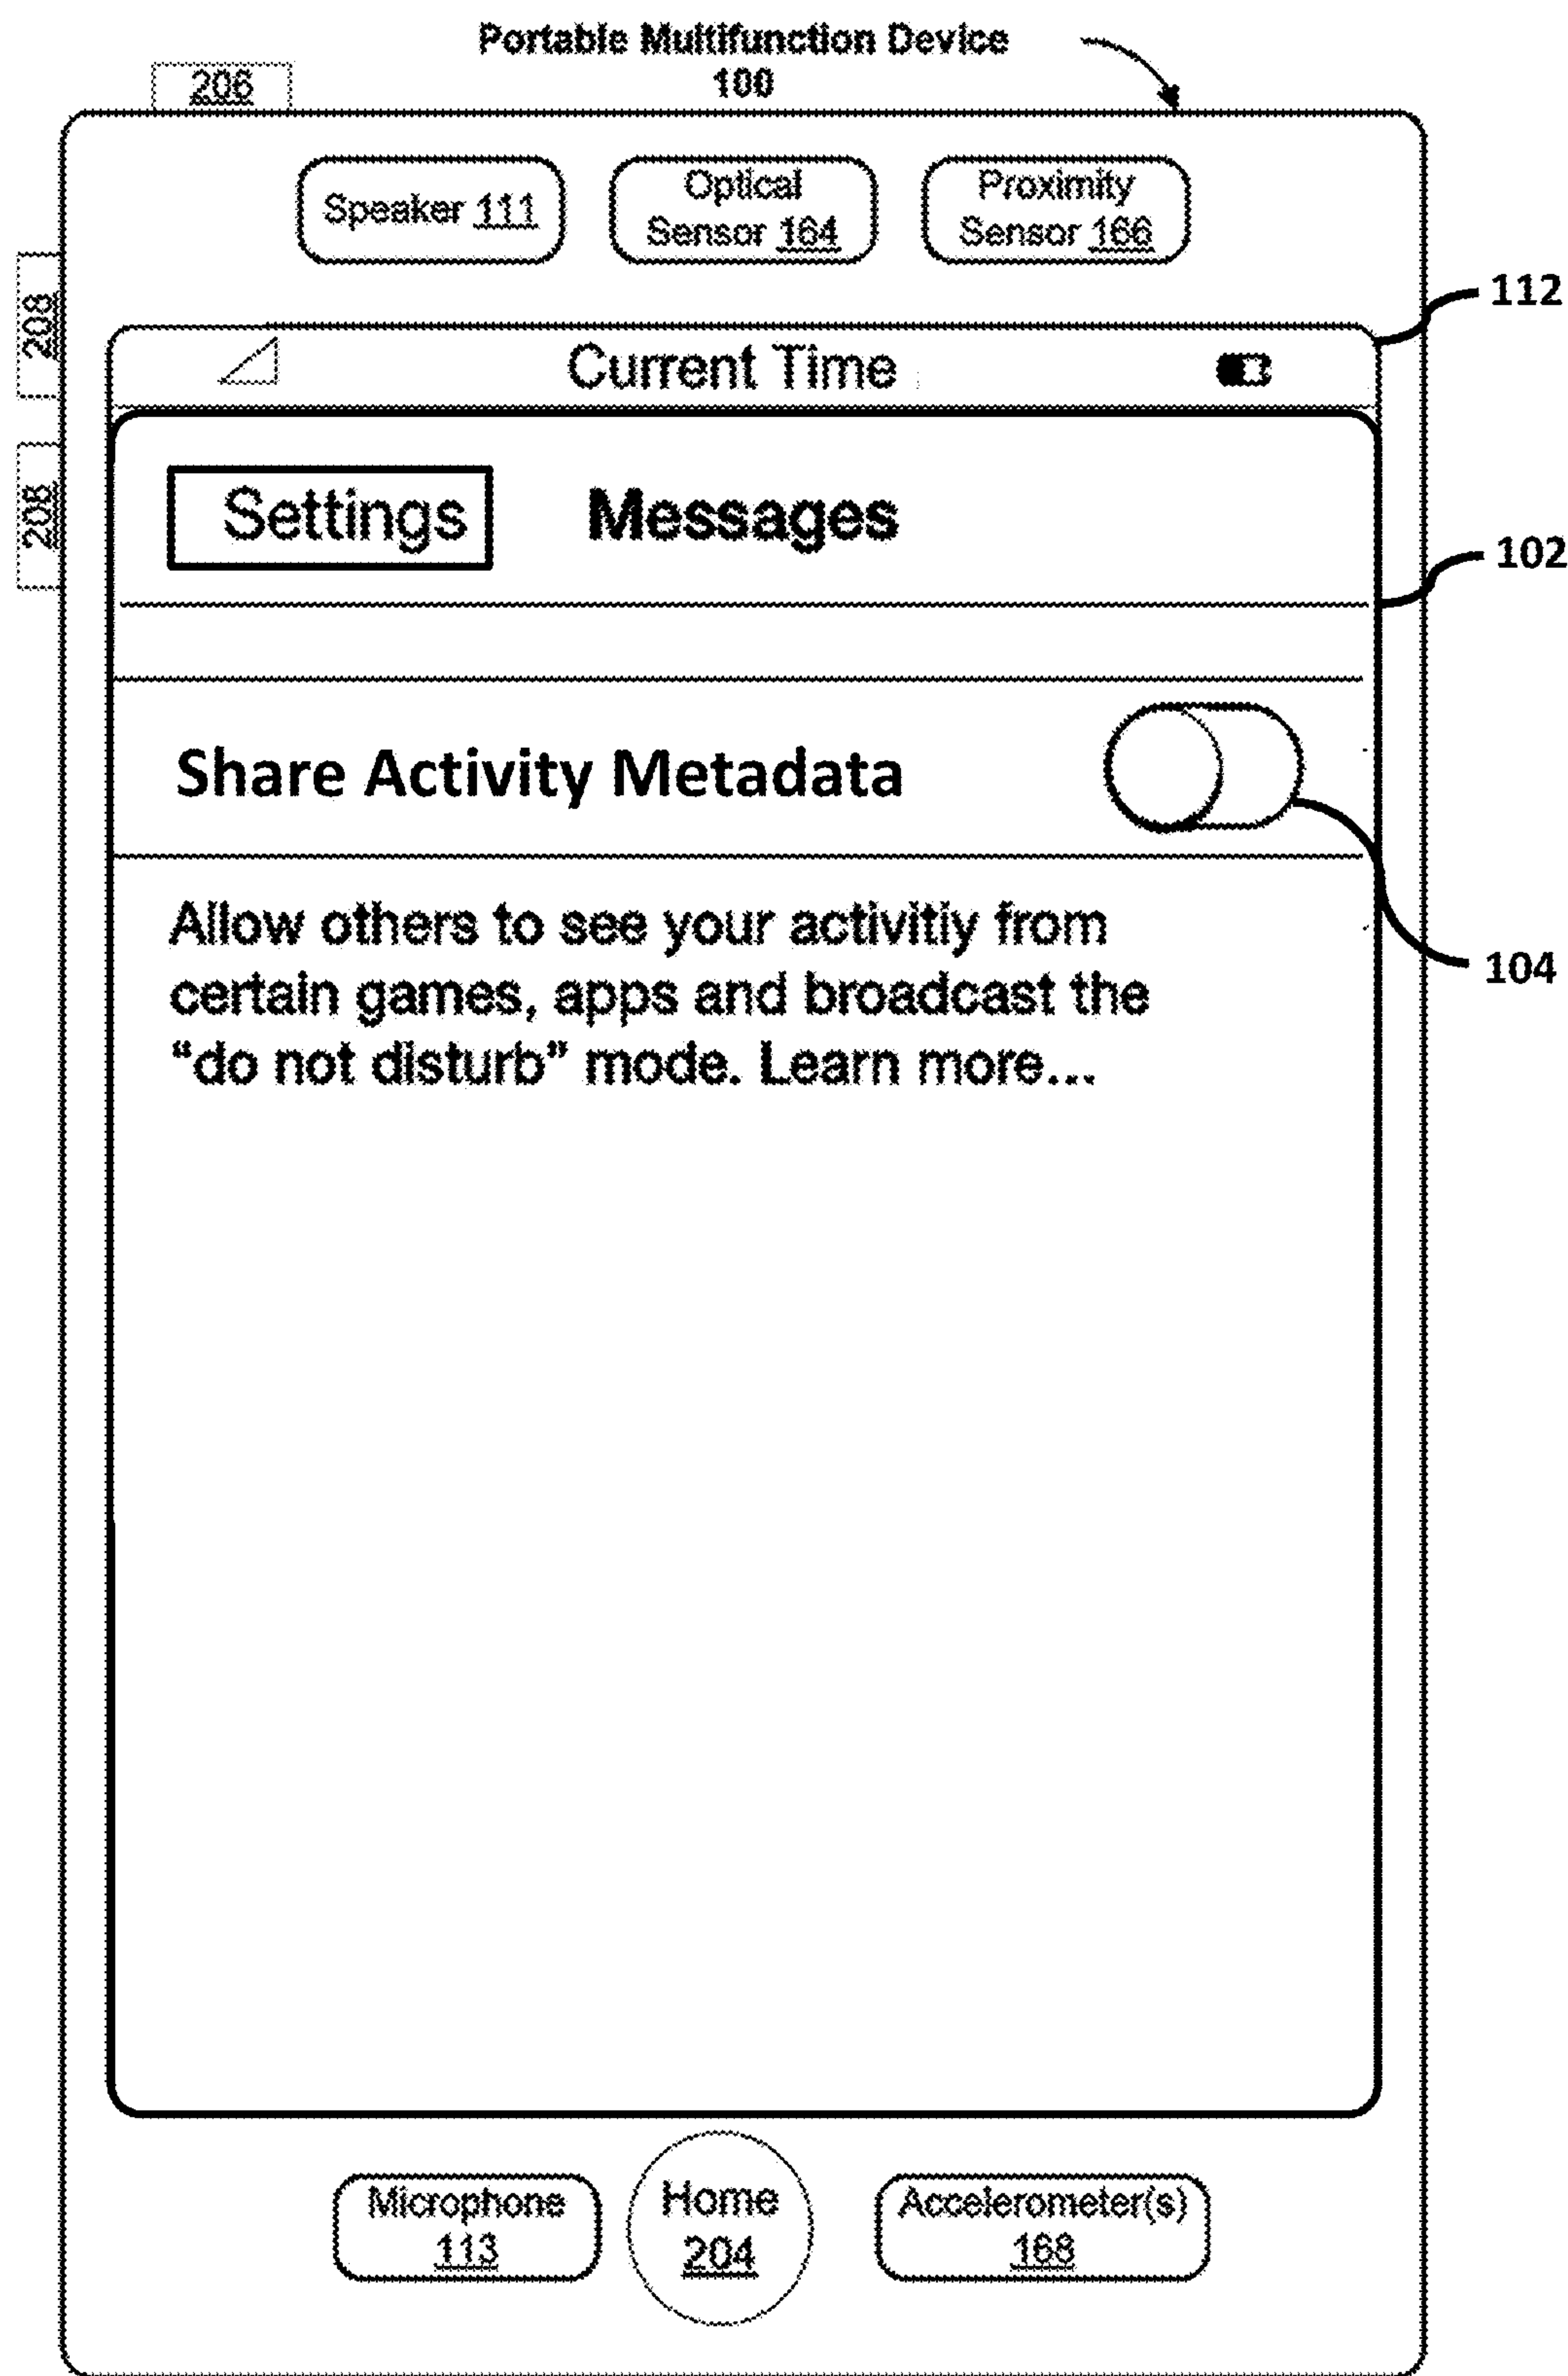 Portable Multifunction Device
100
206
Speaker 111
Optical
Sensor 164
Proximity
Sensor 166
208
112
Current Time
208
Settings Messages
102
Share Activity Metadata
104
Allow others to see your activitiy from
certain games, apps and broadcast the
“do not disturb” mode. Learn more...
Microphone
113
Home
204
Accelerometer(s)
168